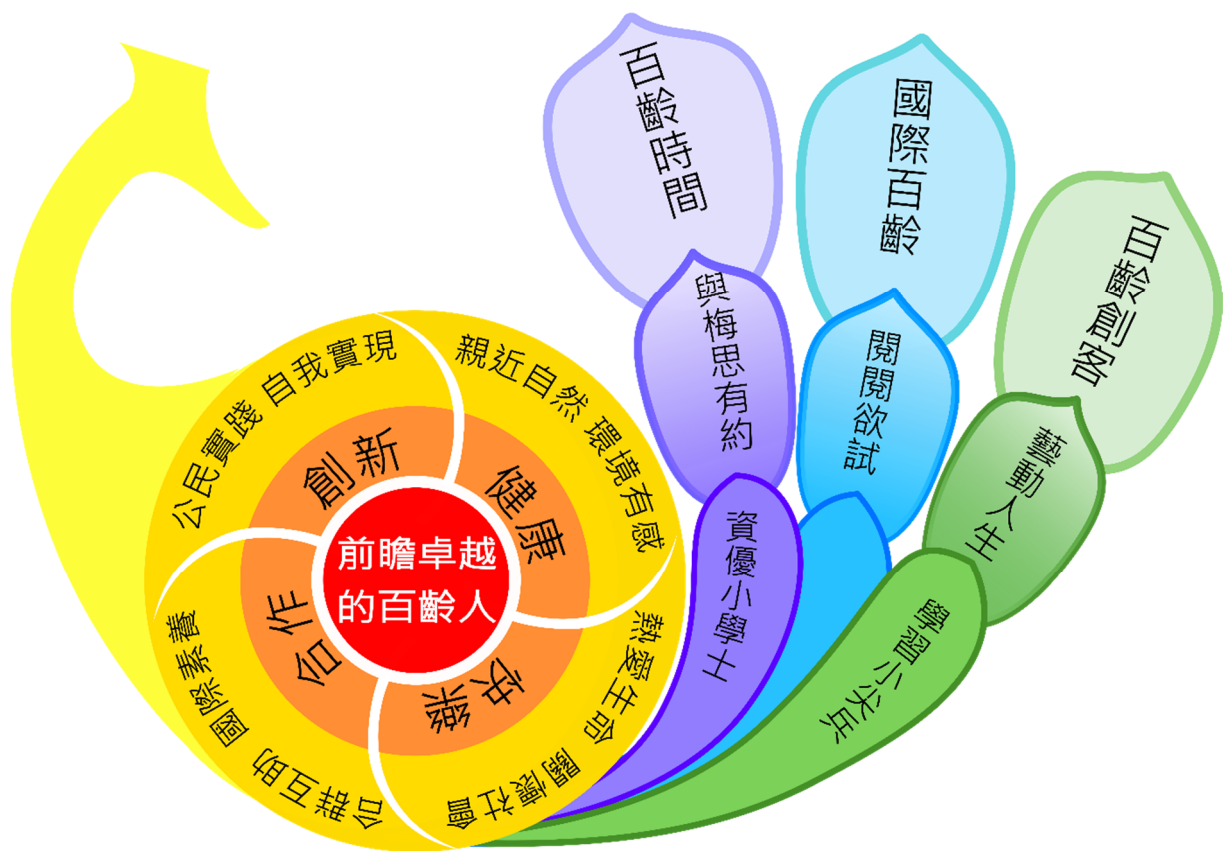 前瞻卓越
的百齡人
創新
健康
快樂
合作
公民實踐 自我實現
親近自然 環境有感
熱愛生命 關懷社會
合群互助 國際素養
百齡時間
與梅思有約
資優小學士
國際百齡
閱閱欲試
百齡創客
藝動人生
學習小尖兵